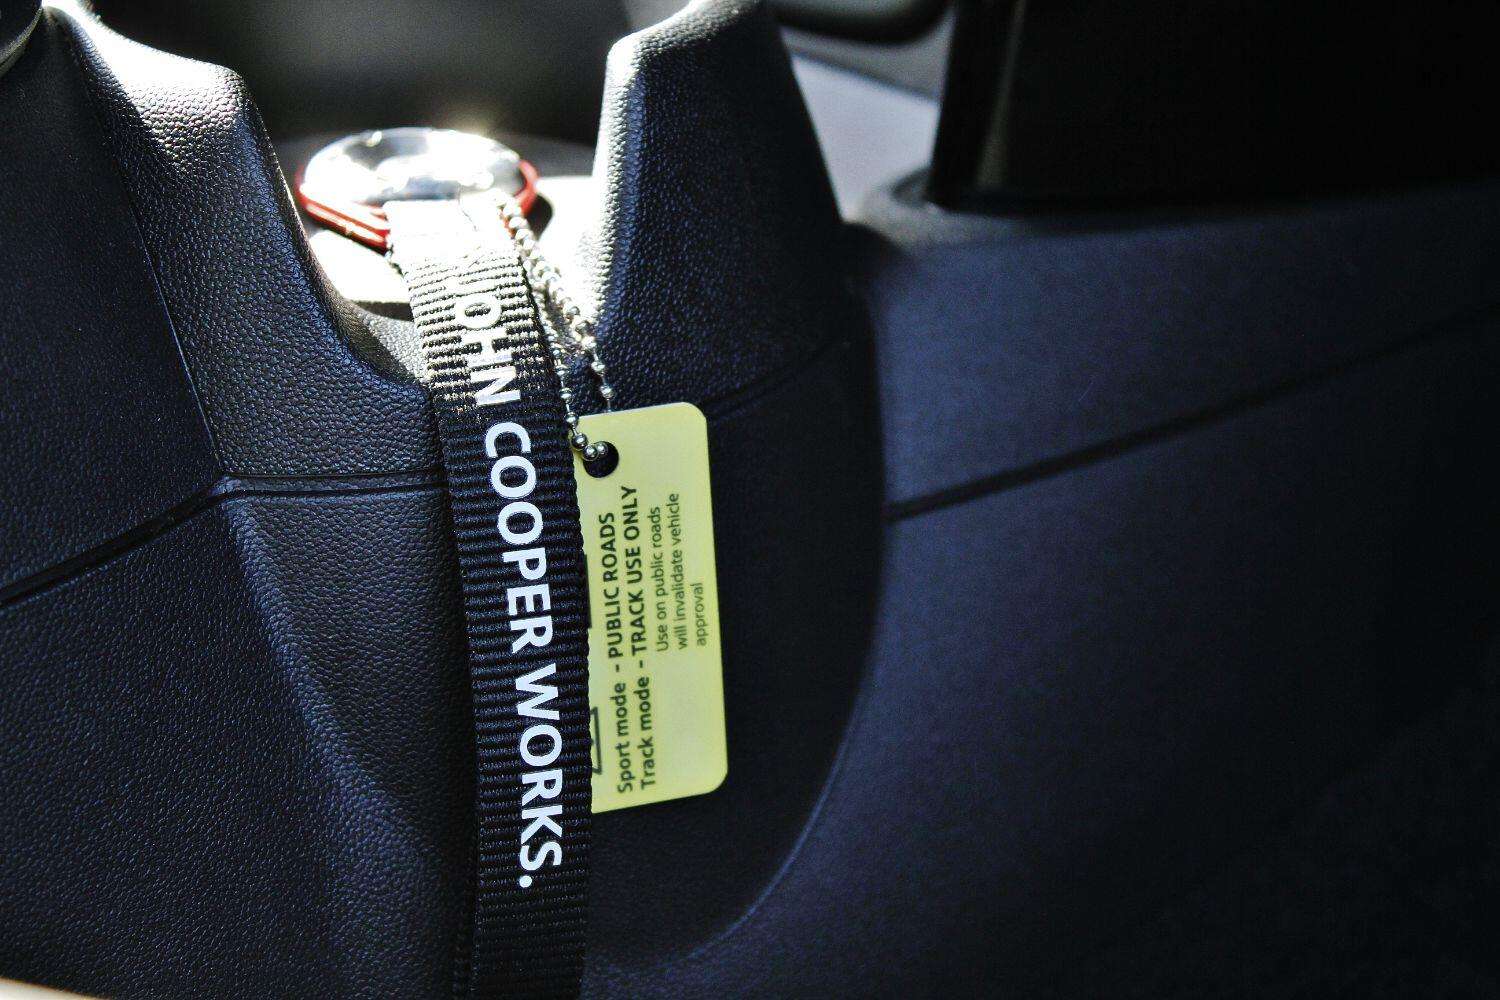 JOHN COOPER WORKS.
Sport mode - PUBLIC ROADS
Track mode - TRACK USE ONLY
Use on public roads
will invalidate vehicle
approval